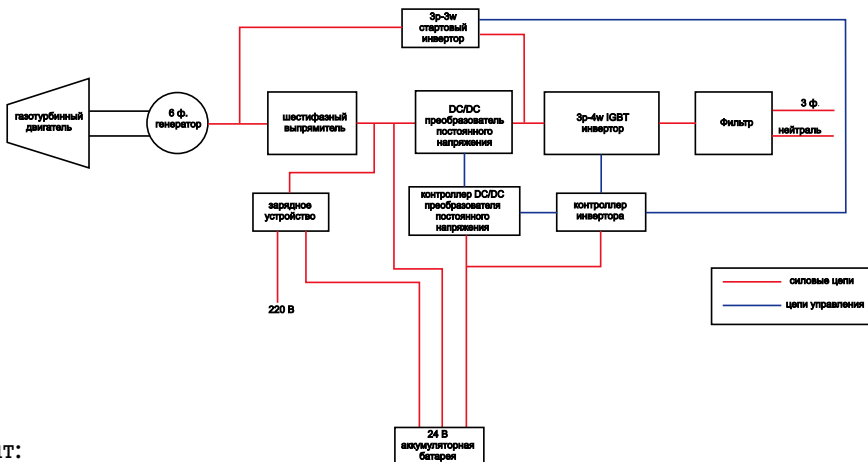 3р-3w
стартовый
инвертор
газотурбинный
двигатель
6 ф.
генератор
шестифазный
выпрямитель
DC/DC
преобразователь
постоянного
напряжения
3р-4w IGBT
инвертор
Фильтр
3 ф.
нейтраль
зарядное
устройство
контроллер DC/DC
преобразователя
постоянного
напряжения
контроллер
инвертора
220 В
силовые цепи
цепи управления
24 В
аккумуляторная
батарея